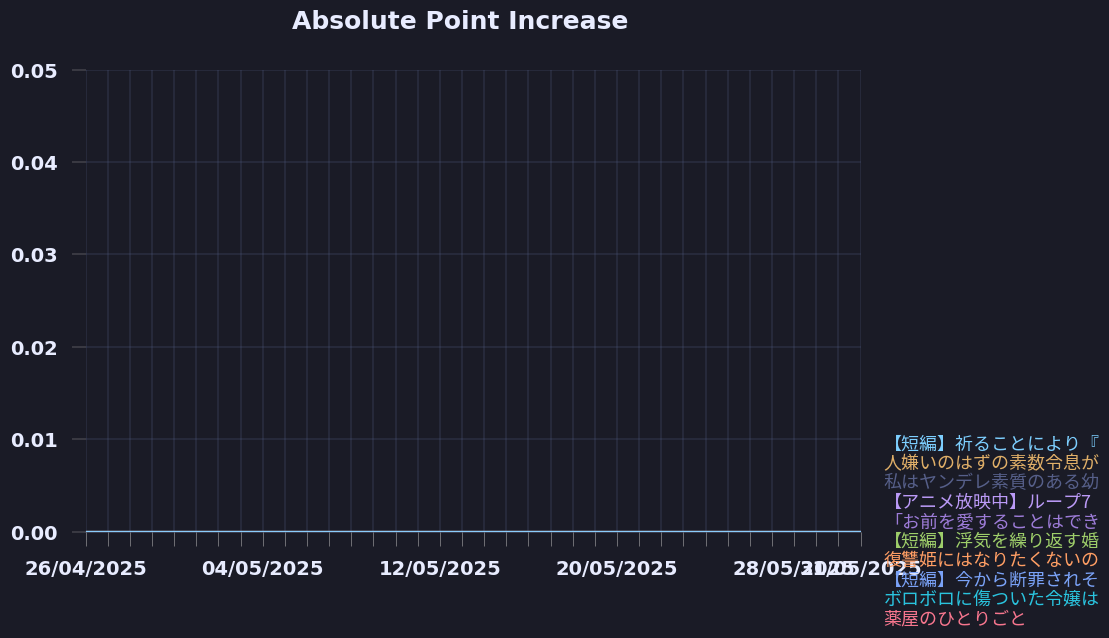 Absolute Point Increase
0.05
0.04
0.03
0.02
0.01
0.00
26/04/2025 04/05/2025 12/05/2025 20/05/2025 28/05/2025 31/05/2025
【短編】祈ることにより『
人嫌いのはずの素数令息が
私はヤンデレ素質のある幼
【アニメ放映中】ループ7
「お前を愛することはでき
【短編】浮気を繰り返す婚
復讐姫にはなりたくないの
【短編】今から断罪されそ
ボロボロに傷ついた令嬢は
薬屋のひとりごと